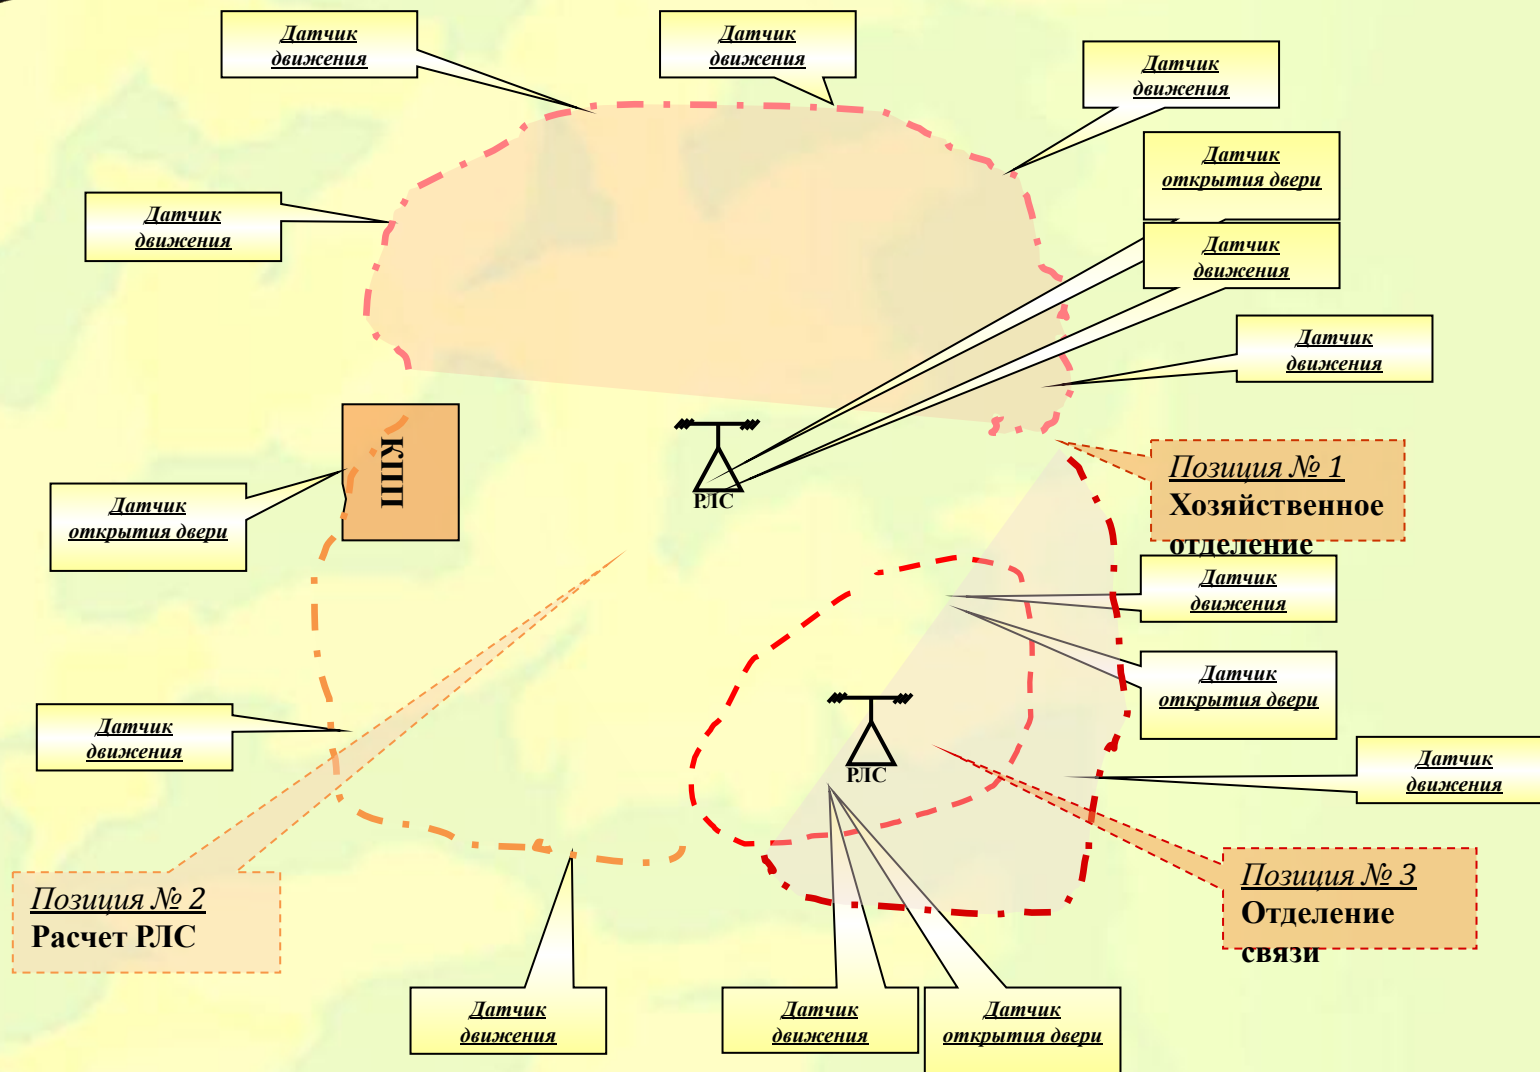 Датчик
движения
Датчик
движения
Датчик
движения
Датчик
открытия двери
Датчик
движения
Датчик
движения
Датчик
движения
КПП
РЛС
Позиция № 1
Хозяйственное
отделение
Датчик
открытия двери
Датчик
движения
Датчик
открытия двери
Датчик
движения
РЛС
Датчик
движения
Позиция № 2
Расчет РЛС
Позиция № 3
Отделение
связи
Датчик
движения
Датчик
движения
Датчик
открытия двери